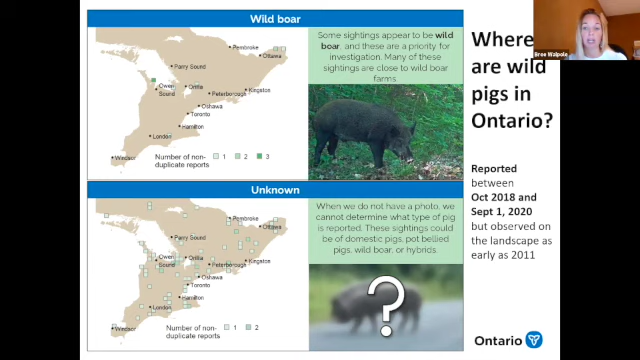 Wild boar
Pembroke
Ottawa
Parry Sound
Owen
Sound
Orillia
Peterborough
Kingston
Oshawa
Toronto
Hamilton
London
Windsor
Number of non-
duplicate reports
1
2
3
Some sightings appear to be wild
boar, and these are a priority for
investigation. Many of these
sightings are close to wild boar
farms.
Unknown
Pembroke
Ottawa
Parry Sound
Owen
Sound
Orillia
Peterborough
Kingston
Oshawa
Toronto
Hamilton
London
Windsor
Number of non-
duplicate reports
1
2
When we do not have a photo, we
cannot determine what type of pig
is reported. These sightings could
be of domestic pigs, pot bellied
pigs, wild boar, or hybrids.
?
Where
are wild
pigs in
Ontario?
Reported
between
Oct 2018 and
Sept 1, 2020
but observed on
the landscape as
early as 2011
Ontario
Bree Walpole